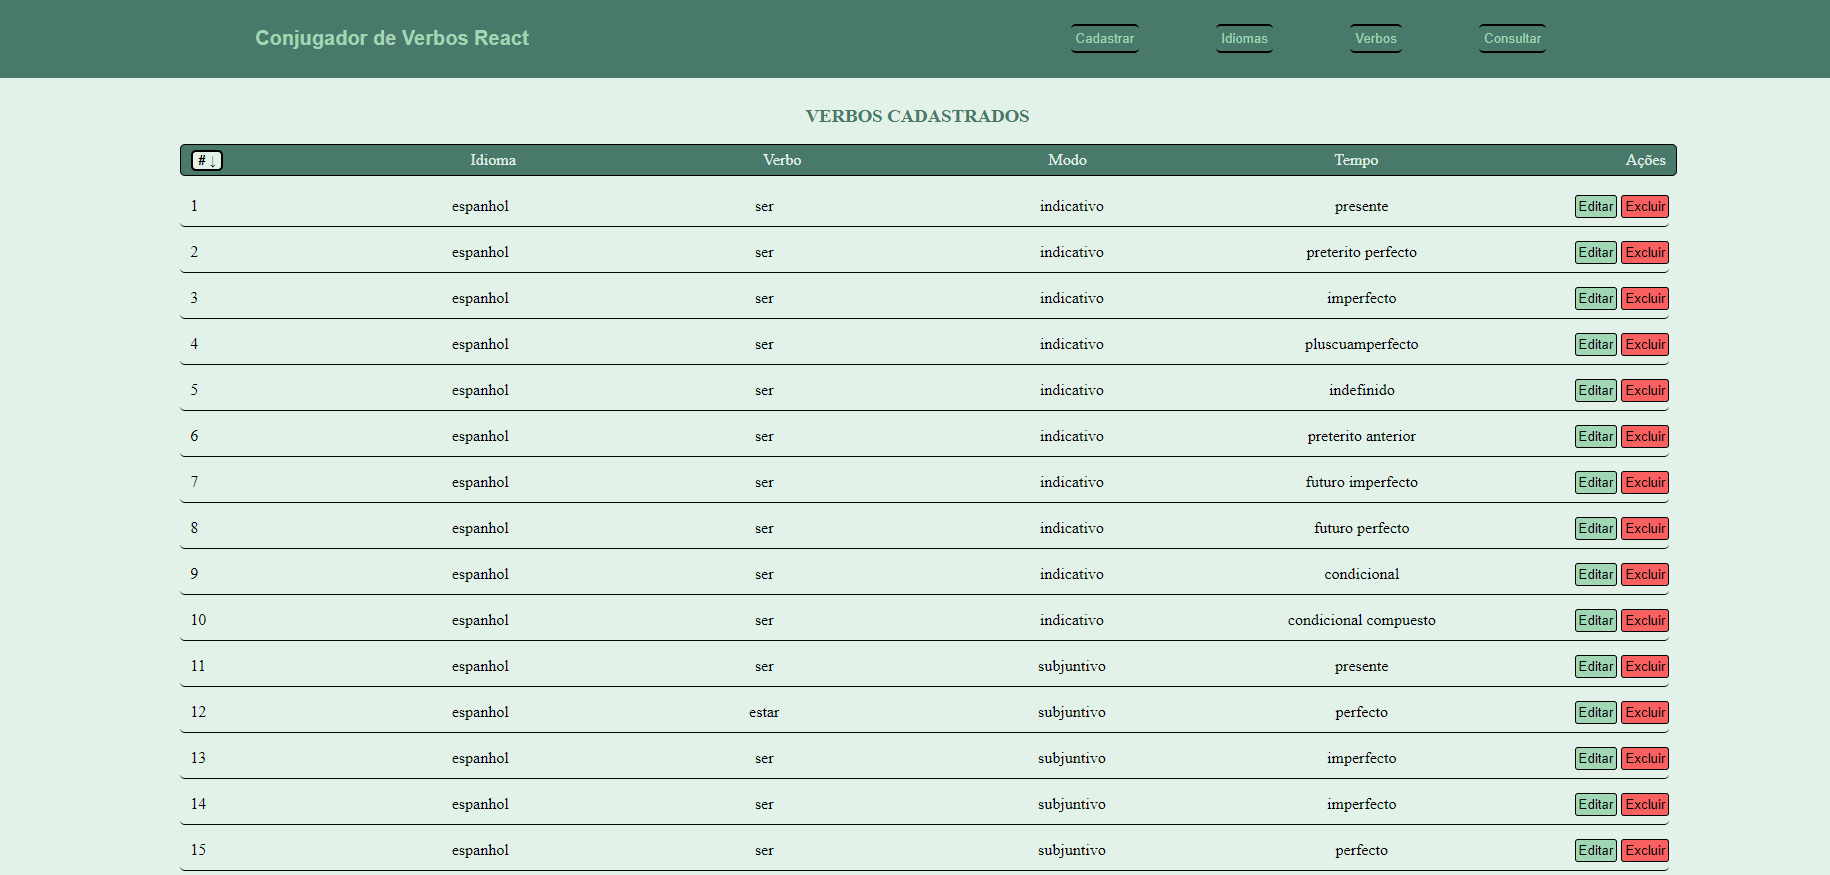 Conjugador de Verbos React Cadastrar Idiomas Verbos Consultar
VERBOS CADASTRADOS
# ↓ Idioma Verbo Modo Tempo Ações
1 espanhol ser indicativo presente Editar Excluir
2 espanhol ser indicativo preterito perfecto Editar Excluir
3 espanhol ser indicativo imperfecto Editar Excluir
4 espanhol ser indicativo pluscuamperfecto Editar Excluir
5 espanhol ser indicativo indefínido Editar Excluir
6 espanhol ser indicativo preterito anterior Editar Excluir
7 espanhol ser indicativo futuro imperfecto Editar Excluir
8 espanhol ser indicativo futuro perfecto Editar Excluir
9 espanhol ser indicativo condicional Editar Excluir
10 espanhol ser indicativo condicional compuesto Editar Excluir
11 espanhol ser subjuntivo presente Editar Excluir
12 espanhol estar subjuntivo perfecto Editar Excluir
13 espanhol ser subjuntivo imperfecto Editar Excluir
14 espanhol ser subjuntivo imperfecto Editar Excluir
15 espanhol ser subjuntivo perfecto Editar Excluir